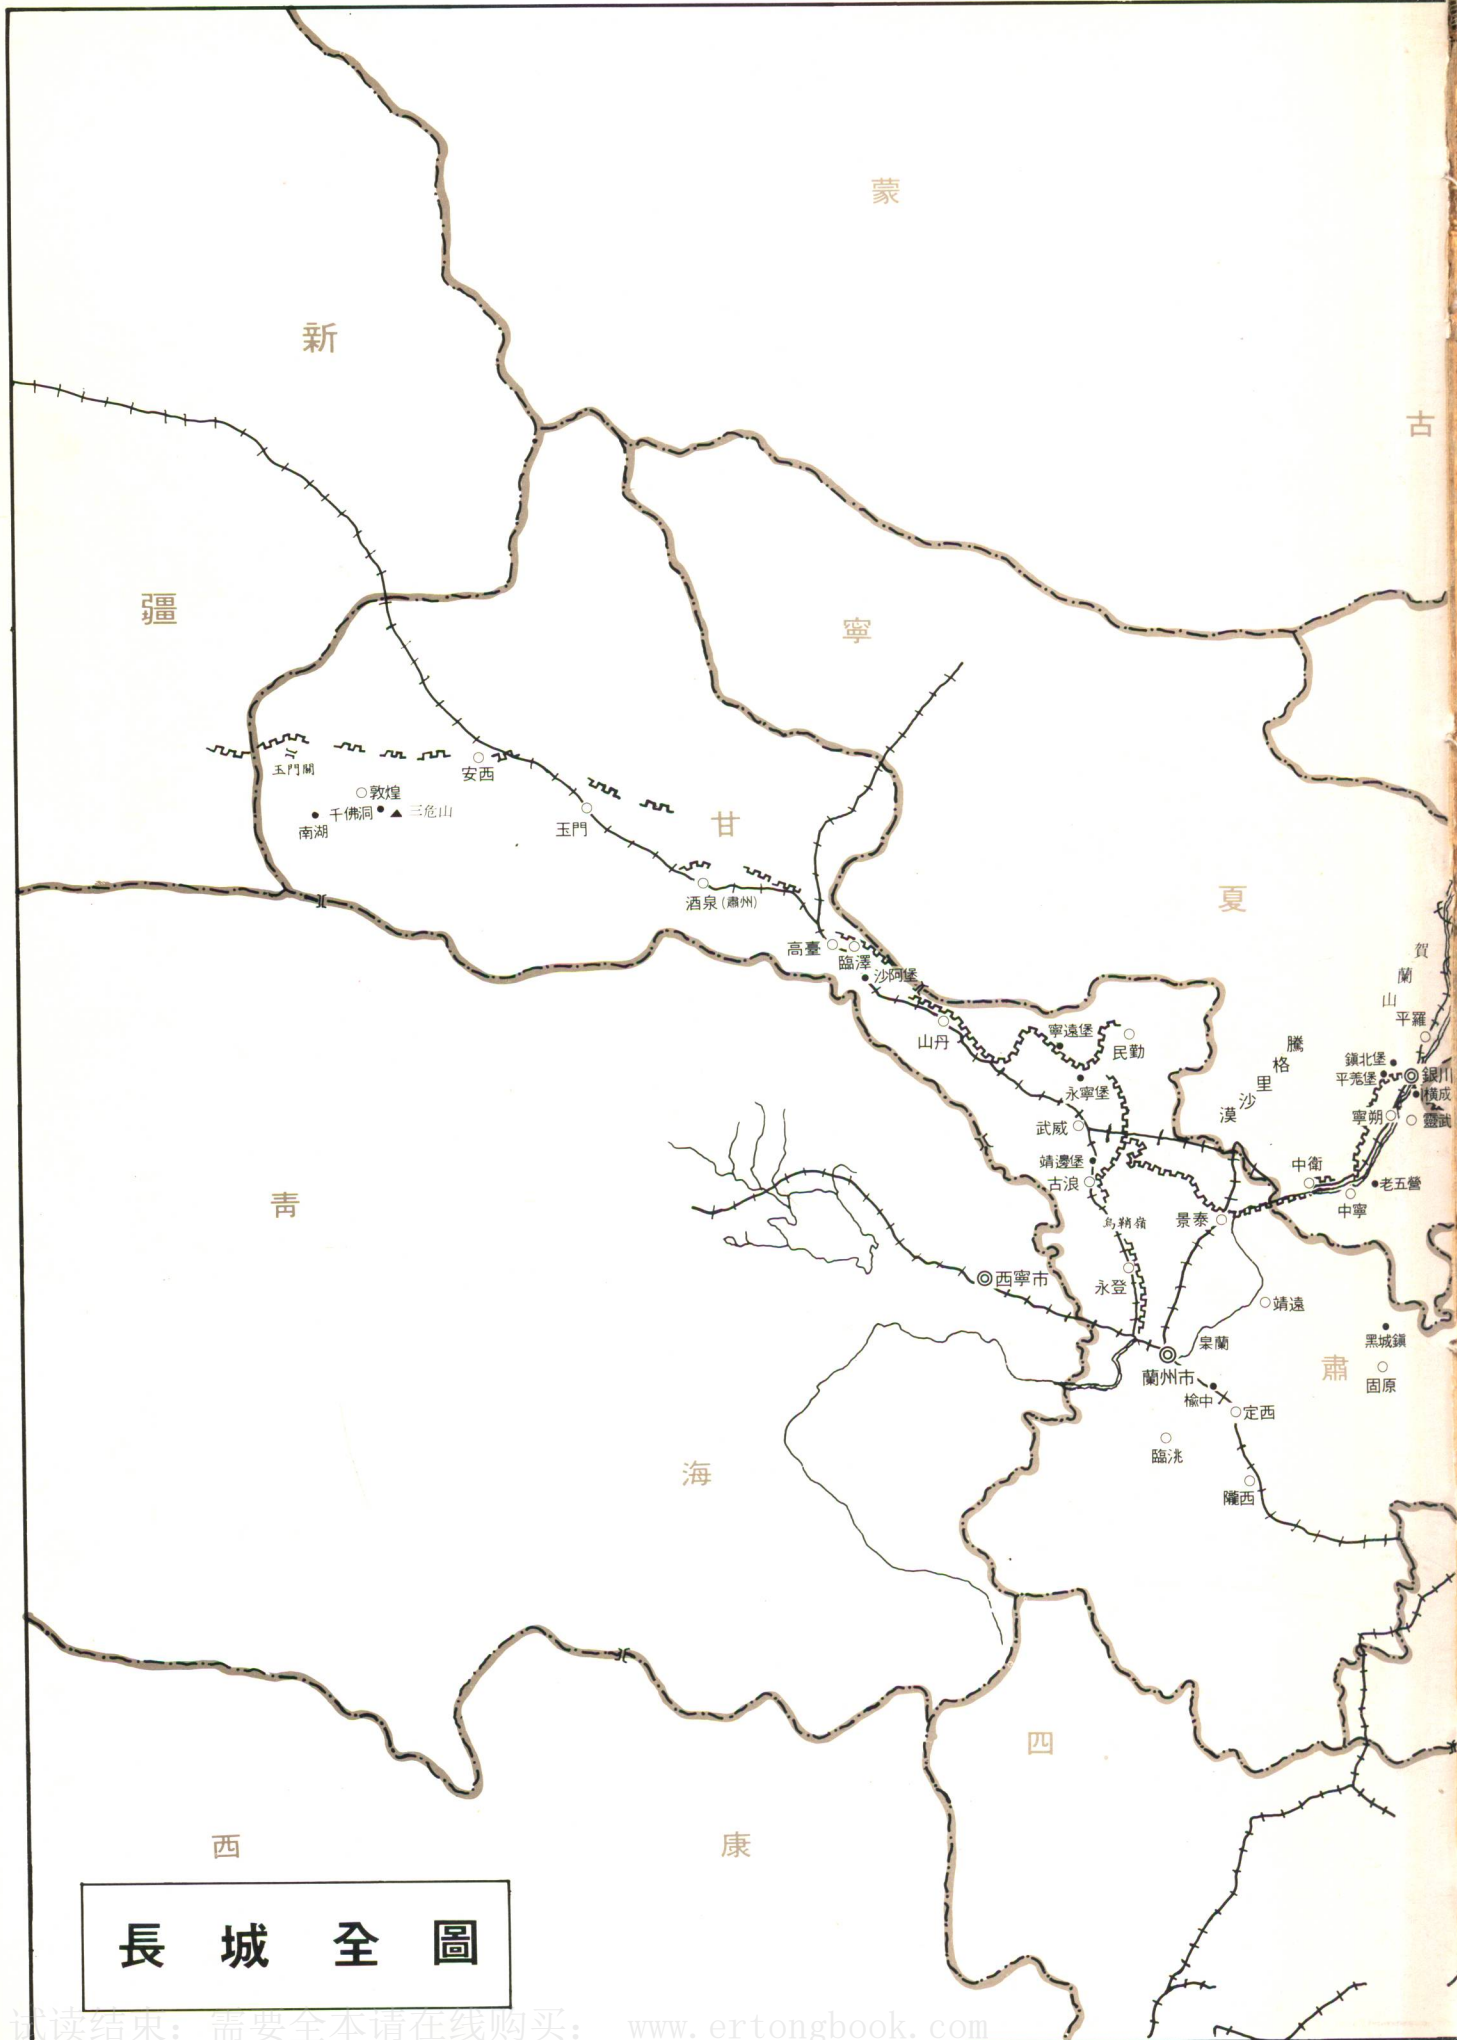 蒙
新
古
疆
寧
玉門關
安西
敦煌
千佛洞
三危山
南湖
玉門
甘
酒泉(肅州)
夏
高臺
臨澤
沙阿堡
賀
蘭
山
平羅
山丹
寧遠堡
民勤
騰
格
里
沙
漠
鎮北堡
平羗堡
銀川
橫成
永寧堡
寧朔
靈武
武威
靖邊堡
古浪
中衛
老五營
中寧
青
烏鞘嶺
景泰
西寧市
永登
靖遠
皋蘭
黑城鎮
蘭州市
肅
固原
榆中
定西
臨洮
海
隴西
四
西
康
長城全圖
试读结束：需要全本请在线购买：
www.ertongbook.com